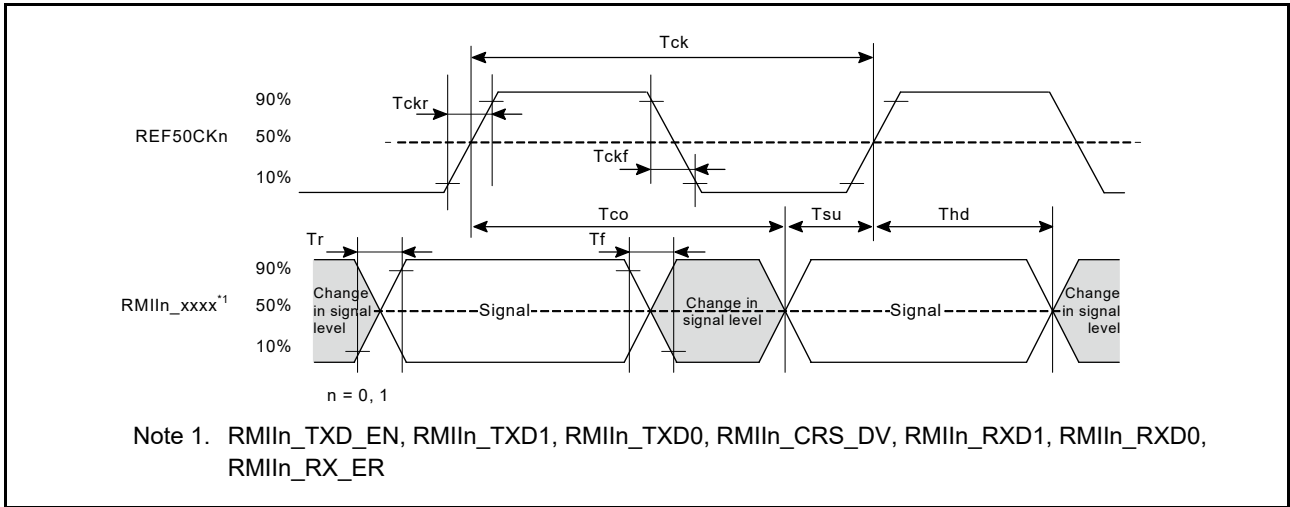 Tck
90%
Tckr
REF50CKn
50%
Tckf
10%
Tco
Tsu
Thd
Tr
Tf
90%
Change
in signal
level
RMIIn_xxxx*1
50%
Signal
Change in
signal level
Signal
Change
in signal
level
10%
n = 0, 1
Note 1. RMIIn_TXD_EN, RMIIn_TXD1, RMIIn_TXD0, RMIIn_CRS_DV, RMIIn_RXD1, RMIIn_RXD0,
RMIIn_RX_ER